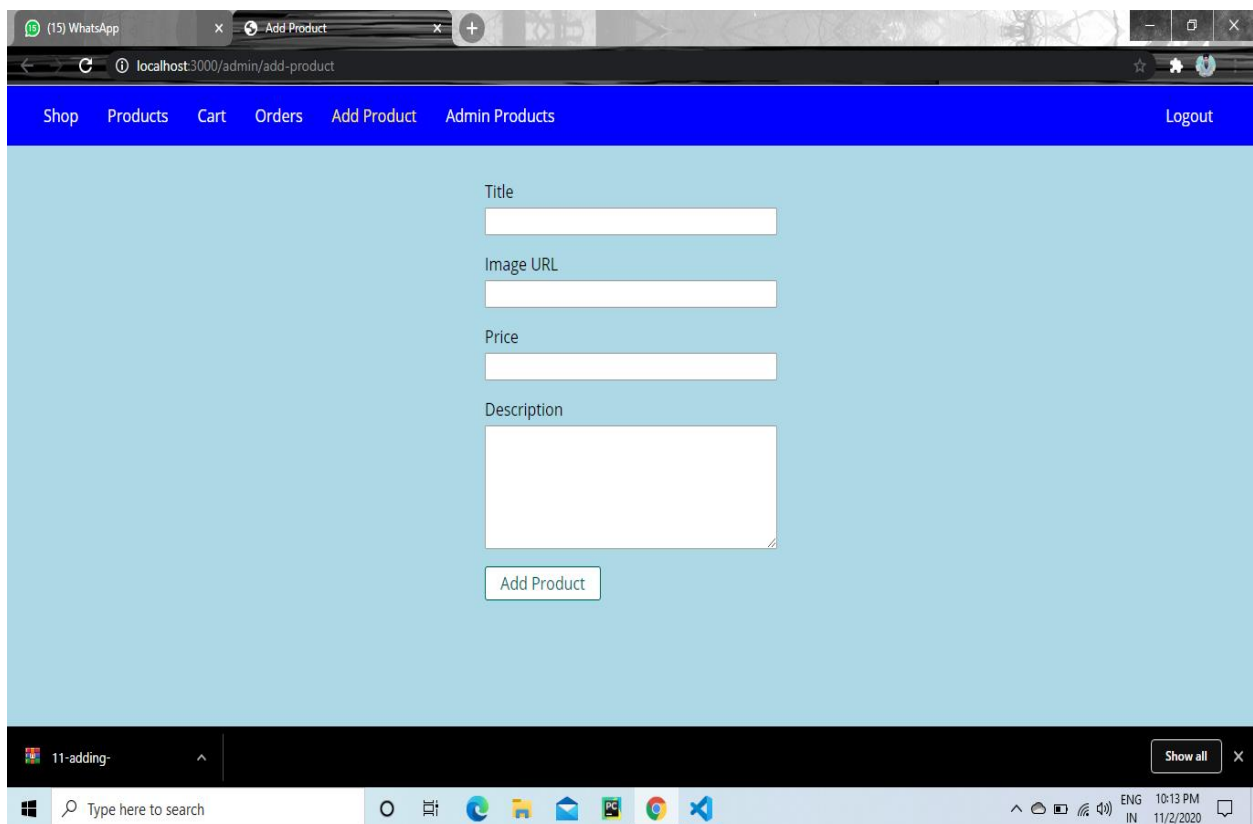 15 (15) WhatsApp Add Product
localhost:3000/admin/add-product
Shop Products Cart Orders Add Product Admin Products Logout
Title
Image URL
Price
Description
Add Product
11-adding- Show all
Type here to search PC ENG 10:13 PM
IN 11/2/2020